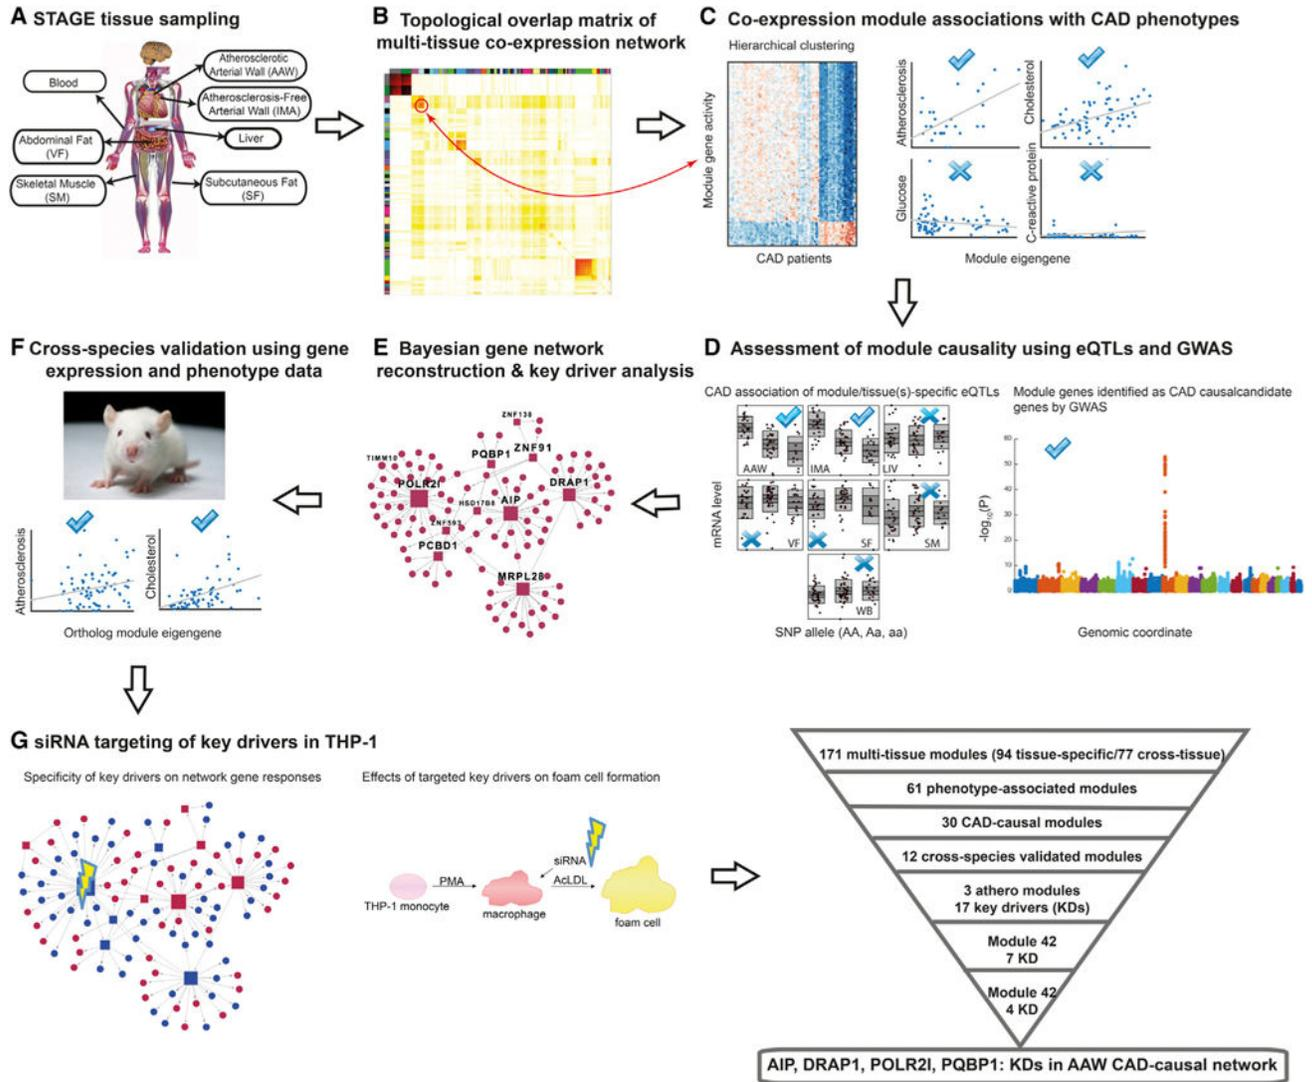 A STAGE tissue sampling
Blood
Atherosclerotic
Arterial Wall (AAW)
Atherosclerosis-Free
Arterial Wall (IMA)
Abdominal Fat
(VF)
Liver
Skeletal Muscle
(SM)
Subcutaneous Fat
(SF)
B Topological overlap matrix of
multi-tissue co-expression network
C Co-expression module associations with CAD phenotypes
Hierarchical clustering
Module gene activity
CAD patients
Atherosclerosis
Cholesterol
Glucose
C-reactive protein
Module eigengene
D Assessment of module causality using eQTLs and GWAS
CAD association of module/tissue(s)-specific eQTLs
mRNA level
AAW
IMA
LIV
VF
SF
SM
WB
SNP allele (AA, Aa, aa)
Module genes identified as CAD causalcandidate
genes by GWAS
-log10(P)
60
50
40
30
20
10
0
Genomic coordinate
E Bayesian gene network
reconstruction & key driver analysis
ZNF138
PQBP1
ZNF91
TIMM10
POLR2I
DRAP1
HSD17B8
AIP
ZNF593
PCBD1
MRPL28
F Cross-species validation using gene
expression and phenotype data
Atherosclerosis
Cholesterol
Ortholog module eigengene
G siRNA targeting of key drivers in THP-1
Specificity of key drivers on network gene responses
Effects of targeted key drivers on foam cell formation
THP-1 monocyte
PMA
macrophage
siRNA
AcLDL
foam cell
171 multi-tissue modules (94 tissue-specific/77 cross-tissue)
61 phenotype-associated modules
30 CAD-causal modules
12 cross-species validated modules
3 athero modules
17 key drivers (KDs)
Module 42
7 KD
Module 42
4 KD
AIP, DRAP1, POLR2I, PQBP1: KDs in AAW CAD-causal network